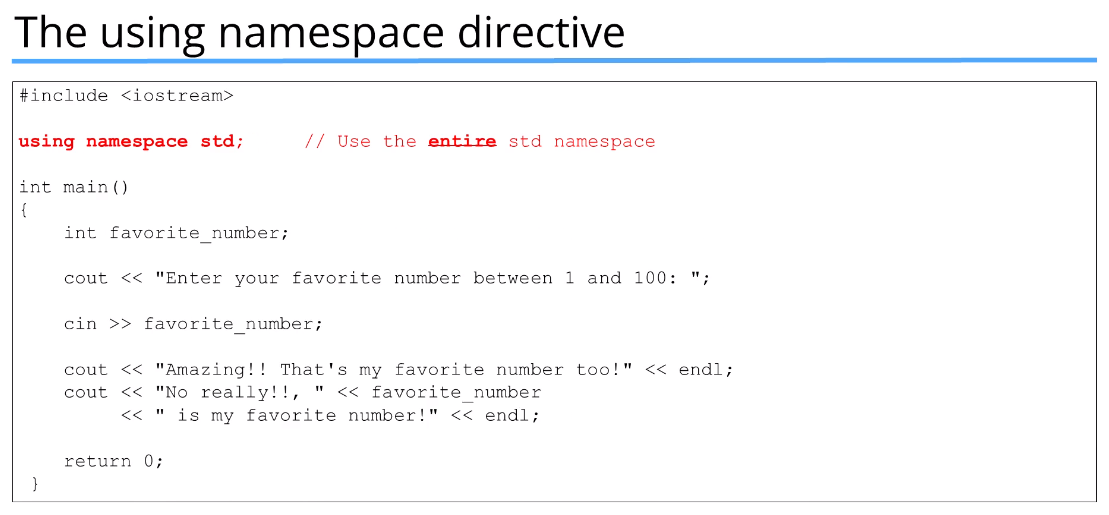 The using namespace directive
#include <iostream>
using namespace std;      // Use the entire std namespace
int main()
{
    int favorite_number;
    cout << "Enter your favorite number between 1 and 100: ";
    cin >> favorite_number;
    cout << "Amazing!! That's my favorite number too!" << endl;
    cout << "No really!!, " << favorite_number
         << " is my favorite number!" << endl;
    return 0;
 }